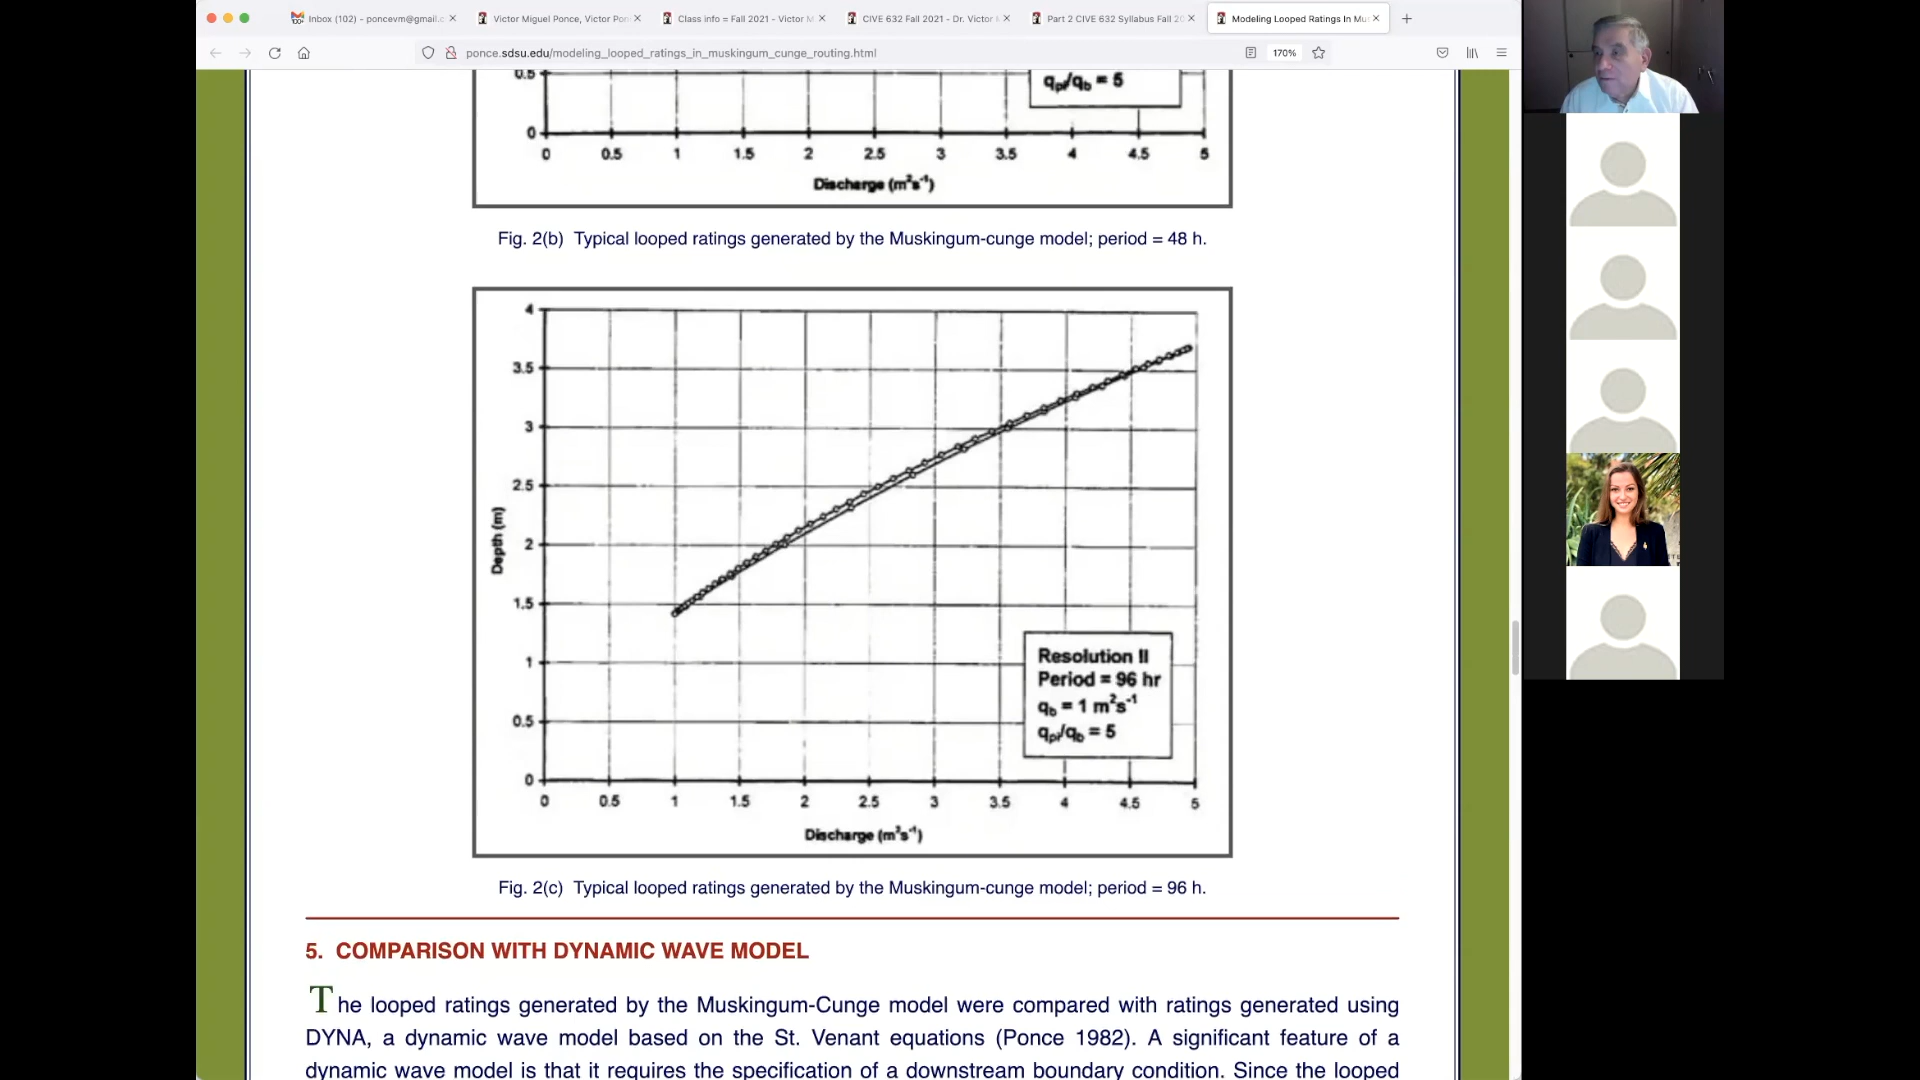 Inbox (102) - poncevm@gmail.c
Victor Miguel Ponce, Victor Pon
Class info = Fall 2021 - Victor M
CIVE 632 Fall 2021 - Dr. Victor
Part 2 CIVE 632 Syllabus Fall 20
Modeling Looped Ratings In Mus
ponce.sdsu.edu/modeling_looped_ratings_in_muskingum_cunge_routing.html
170%
0.5
qpi/qb = 5
0
0 0.5 1 1.5 2 2.5 3 3.5 4 4.5 5
Discharge (m²s⁻¹)
Fig. 2(b) Typical looped ratings generated by the Muskingum-cunge model; period = 48 h.
4
3.5
3
2.5
2
1.5
1
0.5
0
Depth (m)
Resolution II
Period = 96 hr
qb = 1 m²s⁻¹
qpi/qb = 5
0 0.5 1 1.5 2 2.5 3 3.5 4 4.5 5
Discharge (m²s⁻¹)
Fig. 2(c) Typical looped ratings generated by the Muskingum-cunge model; period = 96 h.
5. COMPARISON WITH DYNAMIC WAVE MODEL
The looped ratings generated by the Muskingum-Cunge model were compared with ratings generated using
DYNA, a dynamic wave model based on the St. Venant equations (Ponce 1982). A significant feature of a
dynamic wave model is that it requires the specification of a downstream boundary condition. Since the looped